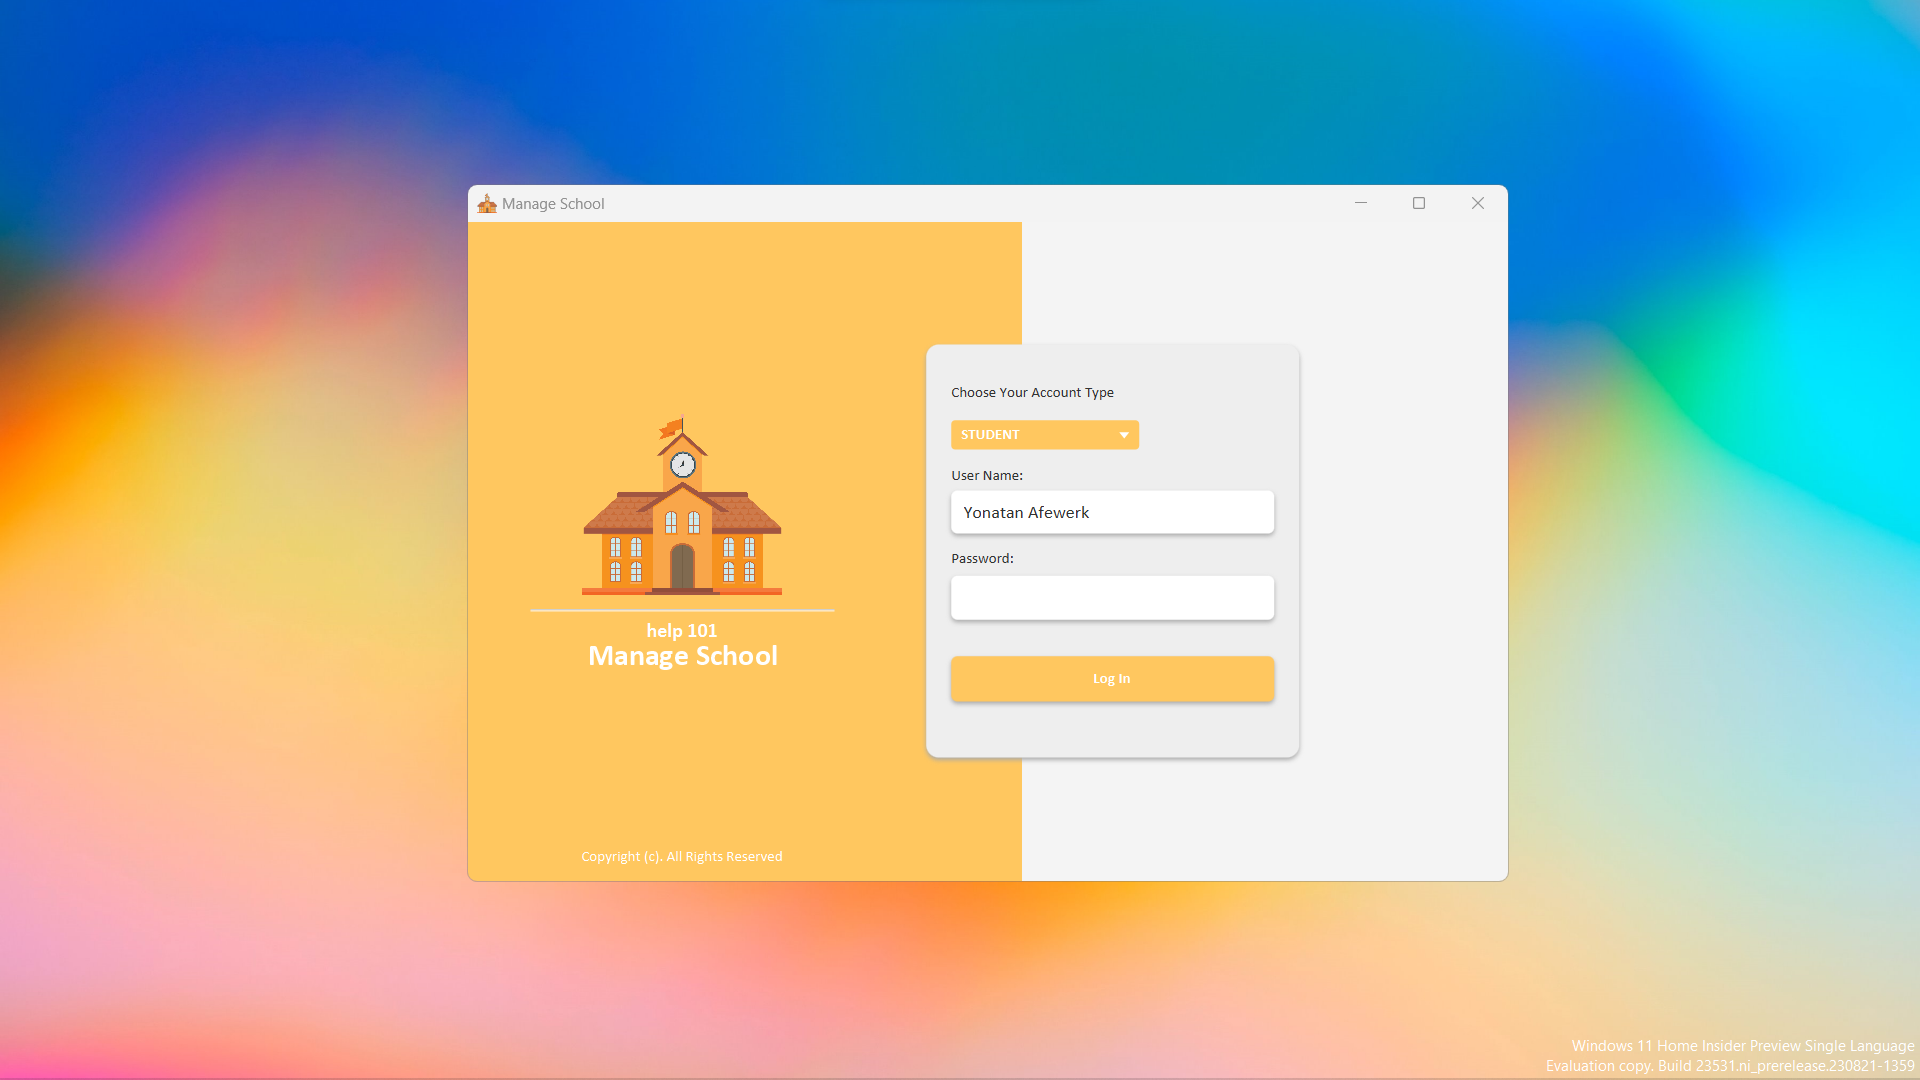 Manage School
help 101
Manage School
Copyright (c). All Rights Reserved
Choose Your Account Type
STUDENT
User Name:
Yonatan Afewerk
Password:
Log In
Windows 11 Home Insider Preview Single Language
Evaluation copy. Build 23531.ni_prerelease.230821-1359